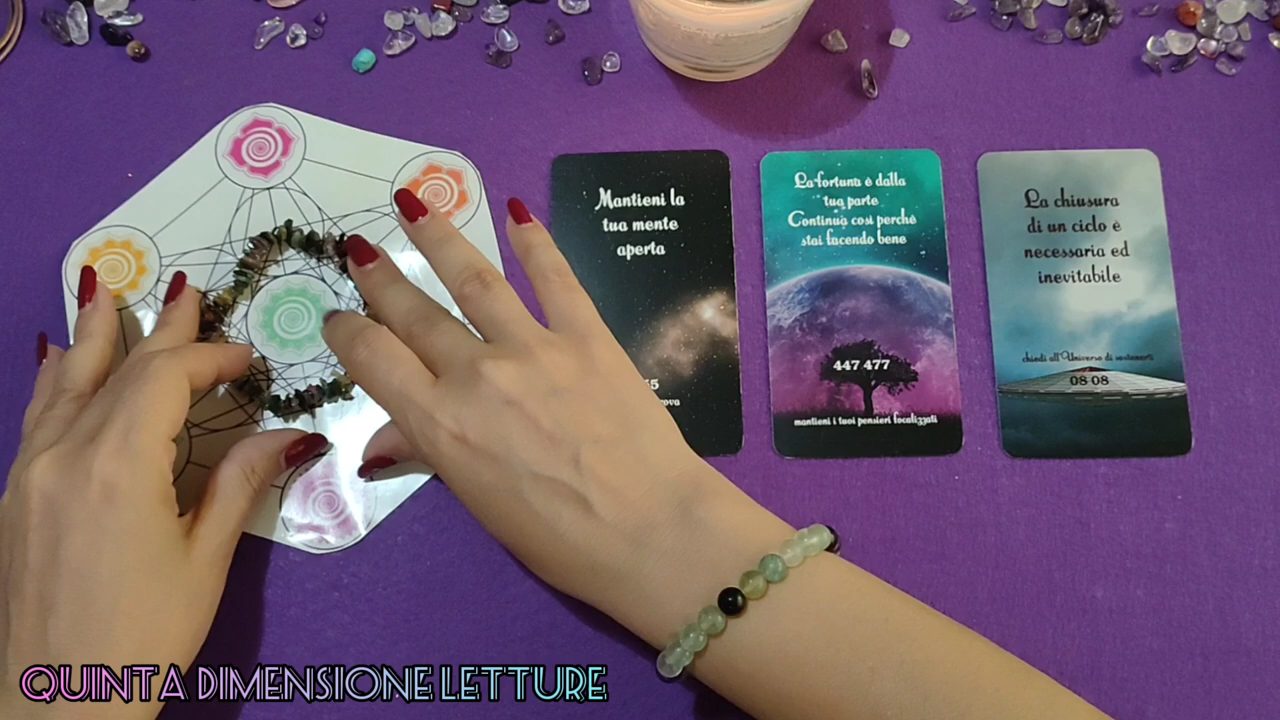 Mantieni la
tua mente
aperta
La fortuna è dalla
tua parte
Continua così perchè
stai facendo bene
447 477
mantieni i tuoi pensieri focalizzati
La chiusura
di un ciclo è
necessaria ed
inevitabile
chiedi all'Universo di sostenerti
08 08
QUINTA DIMENSIONE LETTURE